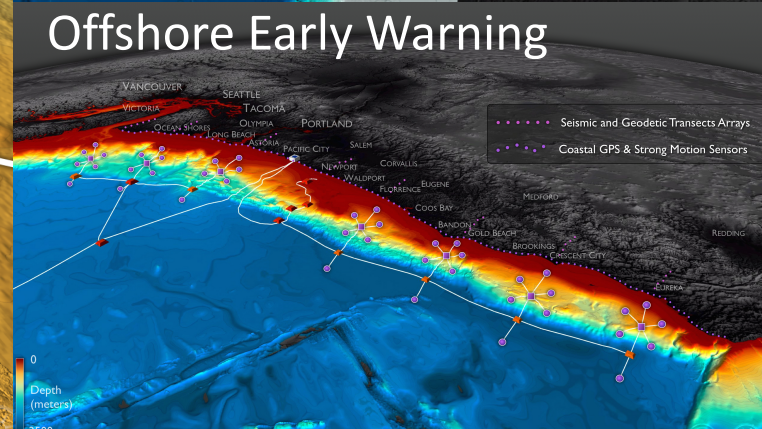 Offshore Early Warning
VANCOUVER
SEATTLE
VICTORIA
TACOMA
OLYMPIA
PORTLAND
Seismic and Geodetic Transects Arrays
OCEAN SHORES
LONG BEACH
ASTORIA
SALEM
PACIFIC CITY
Coastal GPS & Strong Motion Sensors
NEWPORT
CORVALLIS
WALDPORT
FLORENCE
EUGENE
MEDFORD
COOS BAY
BANDON
GOLD BEACH
REDDING
BROOKINGS
CRESCENT CITY
EUREKA
0
Depth
(meters)